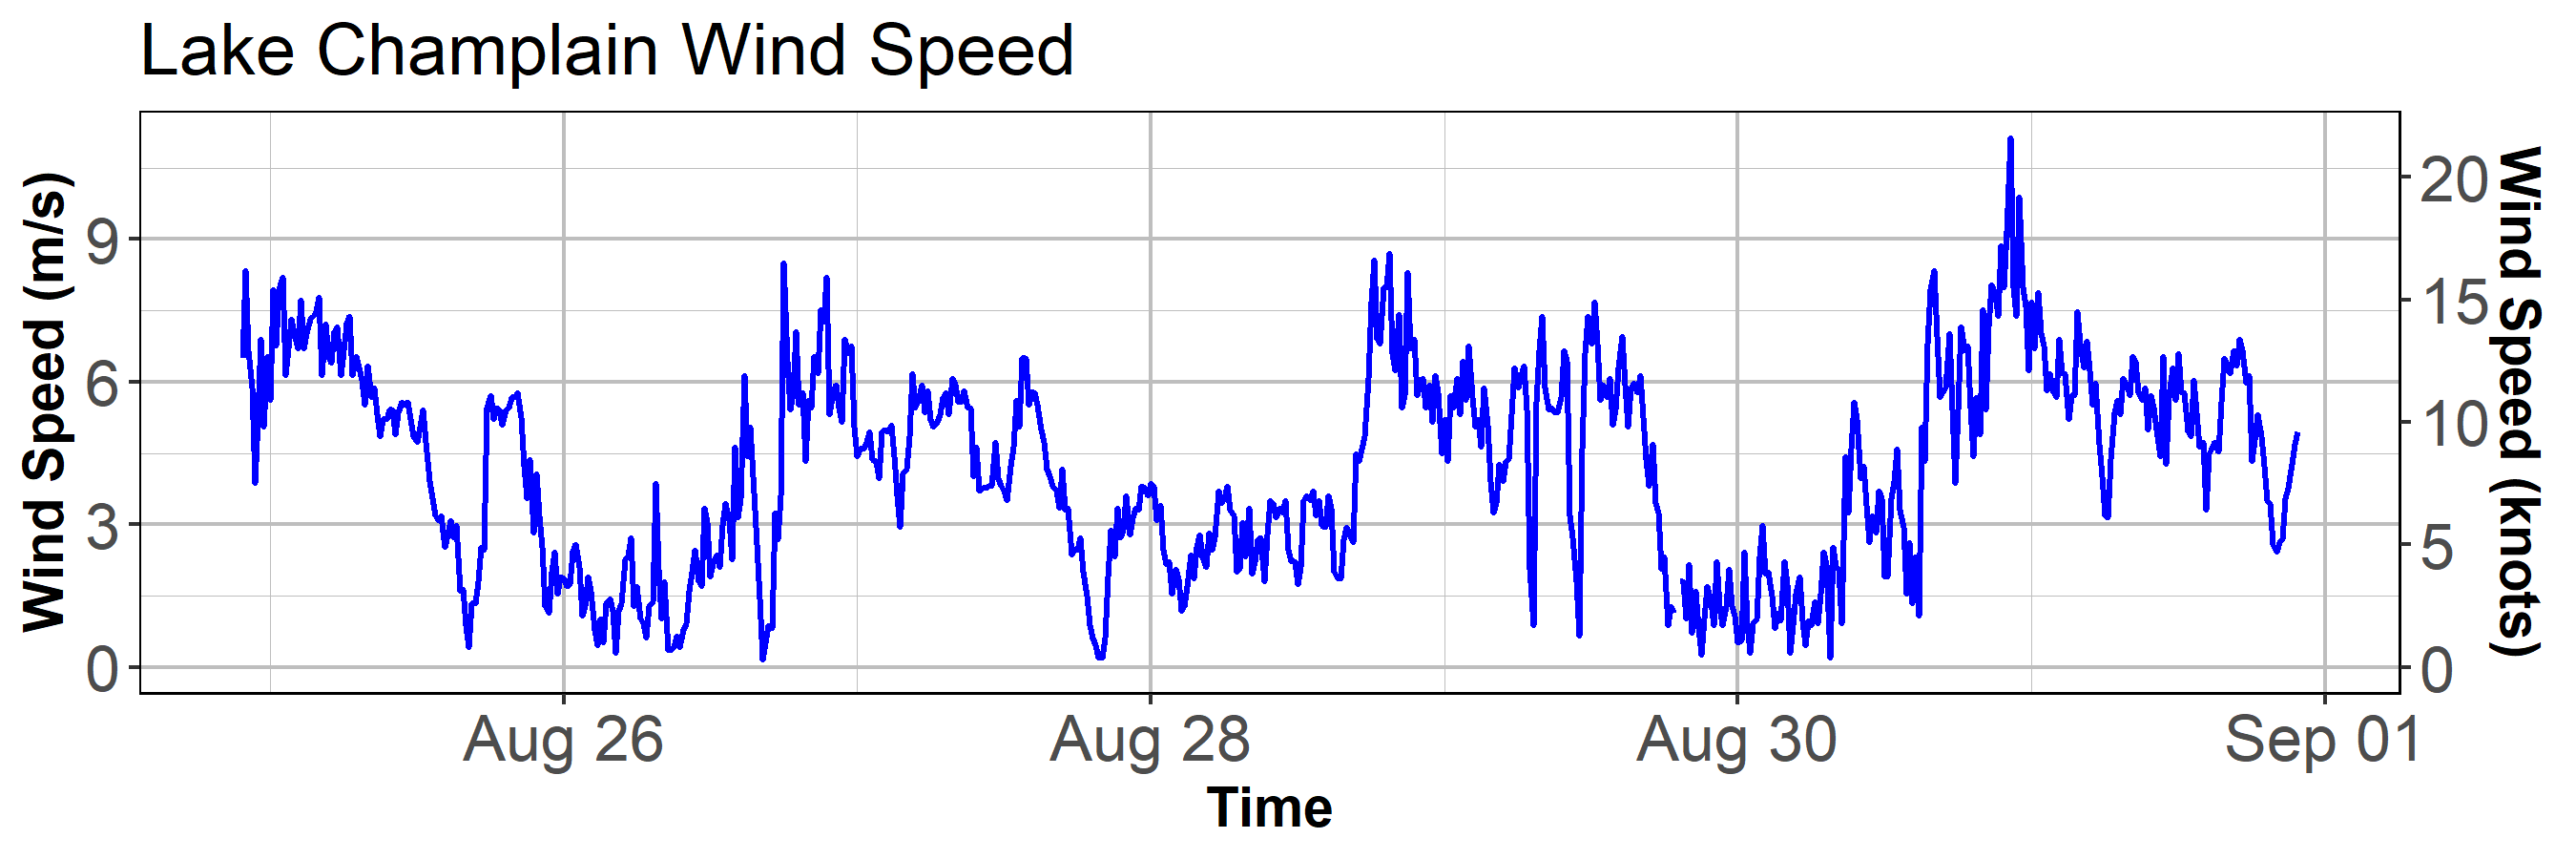 Lake Champlain Wind Speed
Wind Speed (m/s)
9
6
3
0
20
15
10
5
0
Wind Speed (knots)
Aug 26
Aug 28
Aug 30
Sep 01
Time